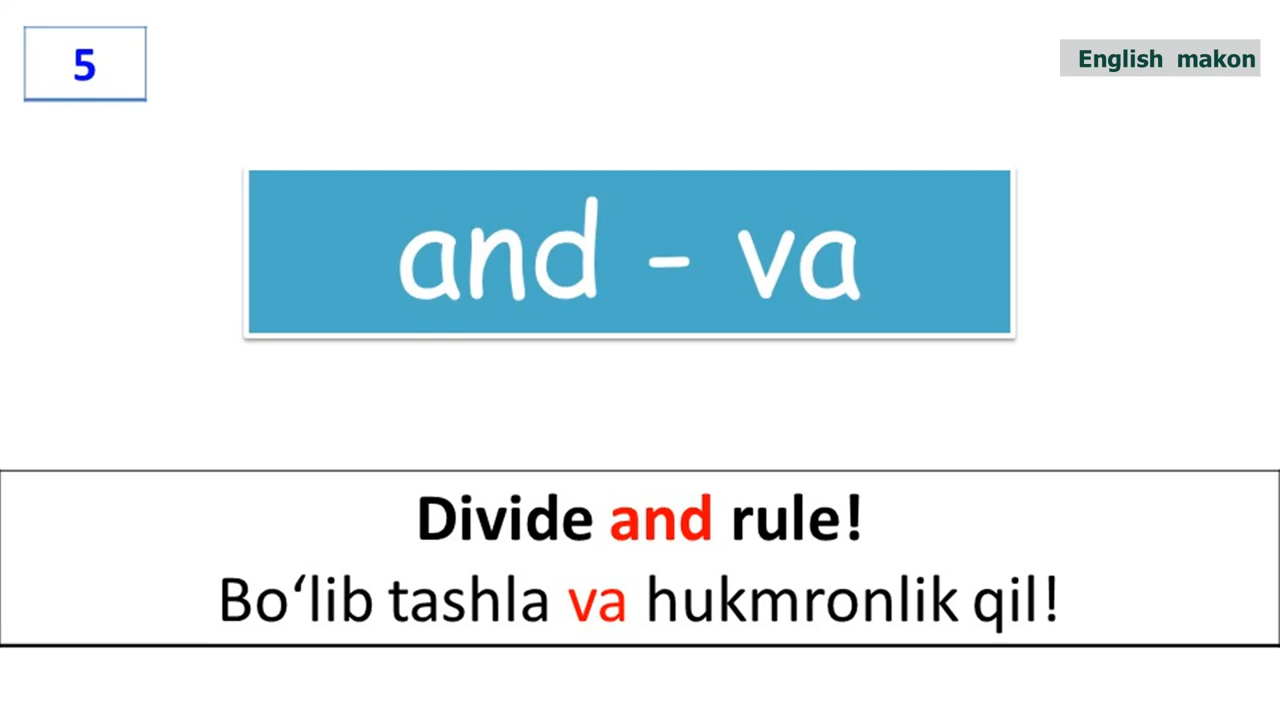 5
English makon
and - va
Divide and rule!
Bo‘lib tashla va hukmronlik qil!